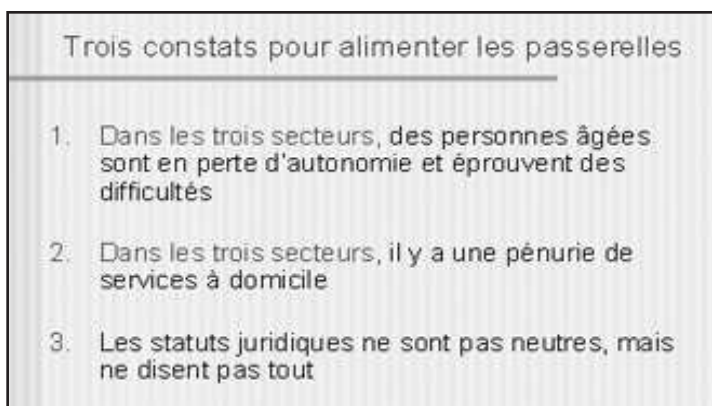 Trois constats pour alimenter les passerelles
1. Dans les trois secteurs, des personnes âgées
sont en perte d'autonomie et éprouvent des
difficultés
2. Dans les trois secteurs, il y a une pénurie de
services à domicile
3. Les statuts juridiques ne sont pas neutres, mais
ne disent pas tout